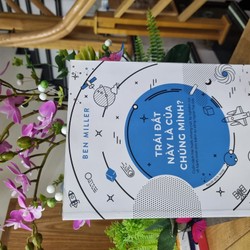 BEN MILLER
TRÁI ĐẤT
NÀY LÀ CỦA
CHÚNG MÌNH?